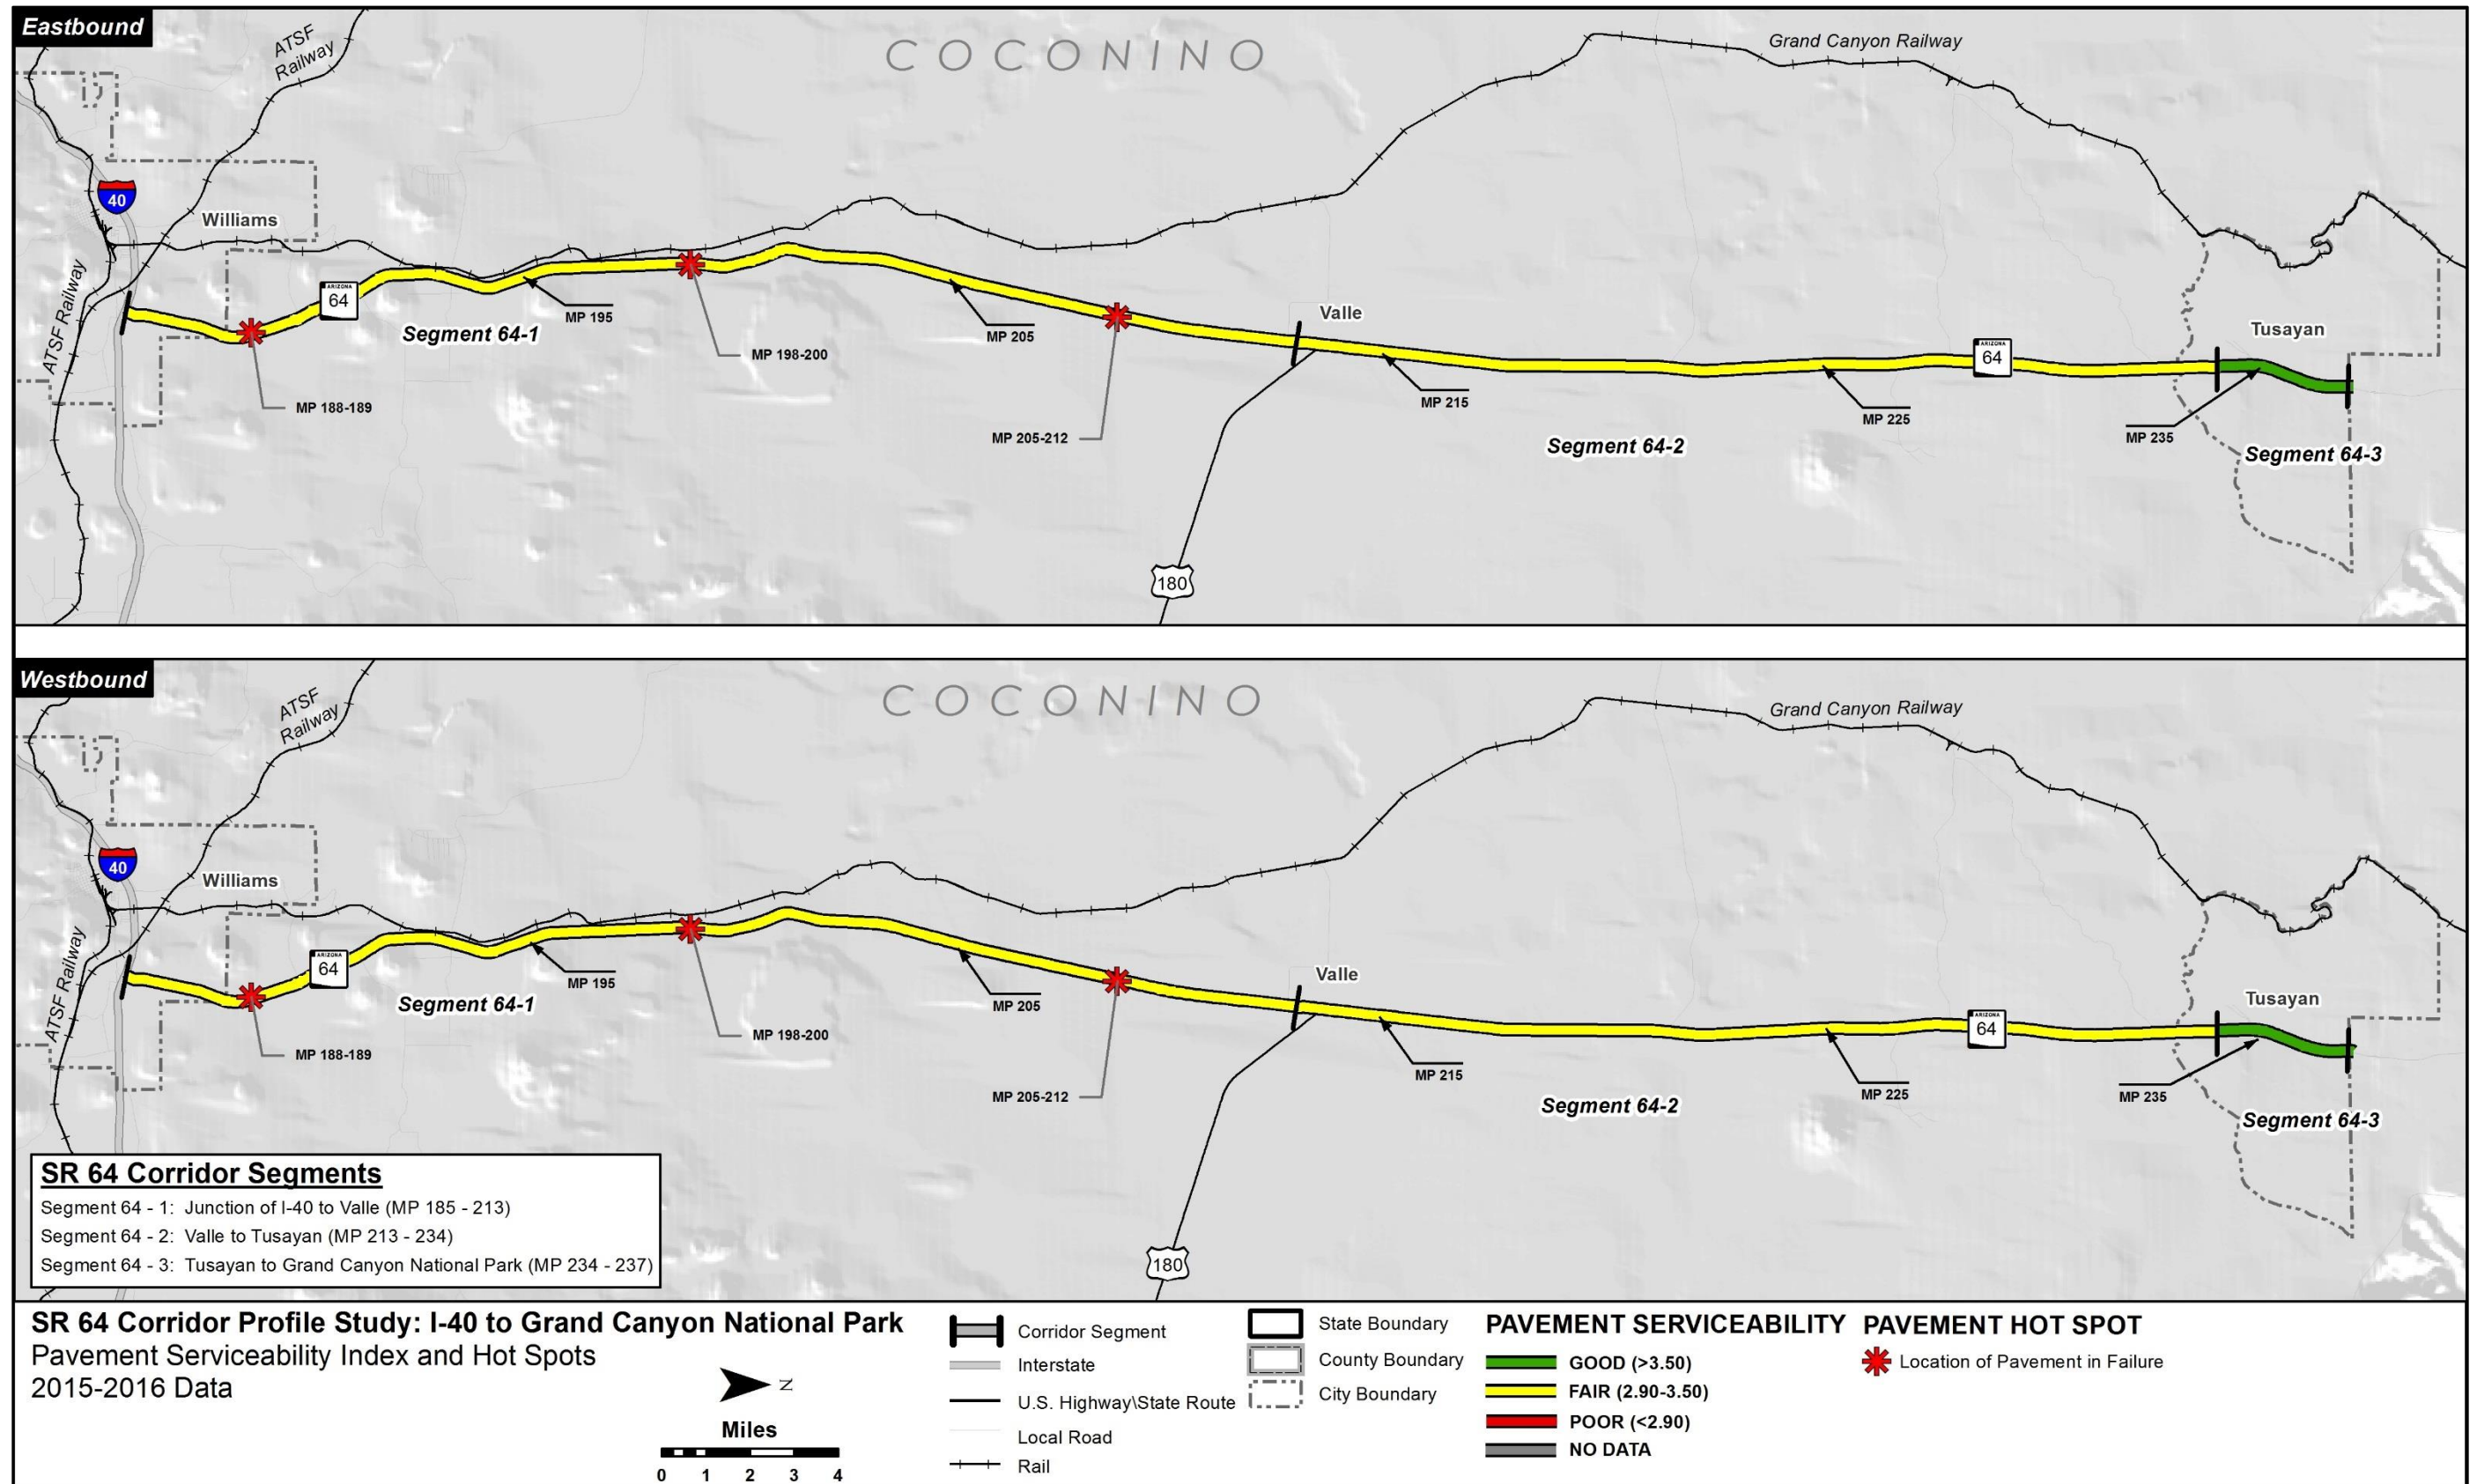 Eastbound
ATSF
Railway
COCONINO
Grand Canyon Railway
40
Williams
ATSF Railway
ARIZONA
64
Segment 64-1
MP 188-189
MP 195
MP 198-200
MP 205
MP 205-212
Valle
MP 215
180
Segment 64-2
MP 225
ARIZONA
64
Tusayan
MP 235
Segment 64-3
Westbound
ATSF
Railway
COCONINO
Grand Canyon Railway
40
Williams
ATSF Railway
ARIZONA
64
Segment 64-1
MP 188-189
MP 195
MP 198-200
MP 205
MP 205-212
Valle
MP 215
180
Segment 64-2
MP 225
ARIZONA
64
Tusayan
MP 235
Segment 64-3
SR 64 Corridor Segments
Segment 64 - 1: Junction of I-40 to Valle (MP 185 - 213)
Segment 64 - 2: Valle to Tusayan (MP 213 - 234)
Segment 64 - 3: Tusayan to Grand Canyon National Park (MP 234 - 237)
SR 64 Corridor Profile Study: I-40 to Grand Canyon National Park
Pavement Serviceability Index and Hot Spots
2015-2016 Data
N
Miles
0 1 2 3 4
Corridor Segment
Interstate
U.S. Highway\State Route
Local Road
Rail
State Boundary
County Boundary
City Boundary
PAVEMENT SERVICEABILITY
GOOD (>3.50)
FAIR (2.90-3.50)
POOR (<2.90)
NO DATA
PAVEMENT HOT SPOT
Location of Pavement in Failure